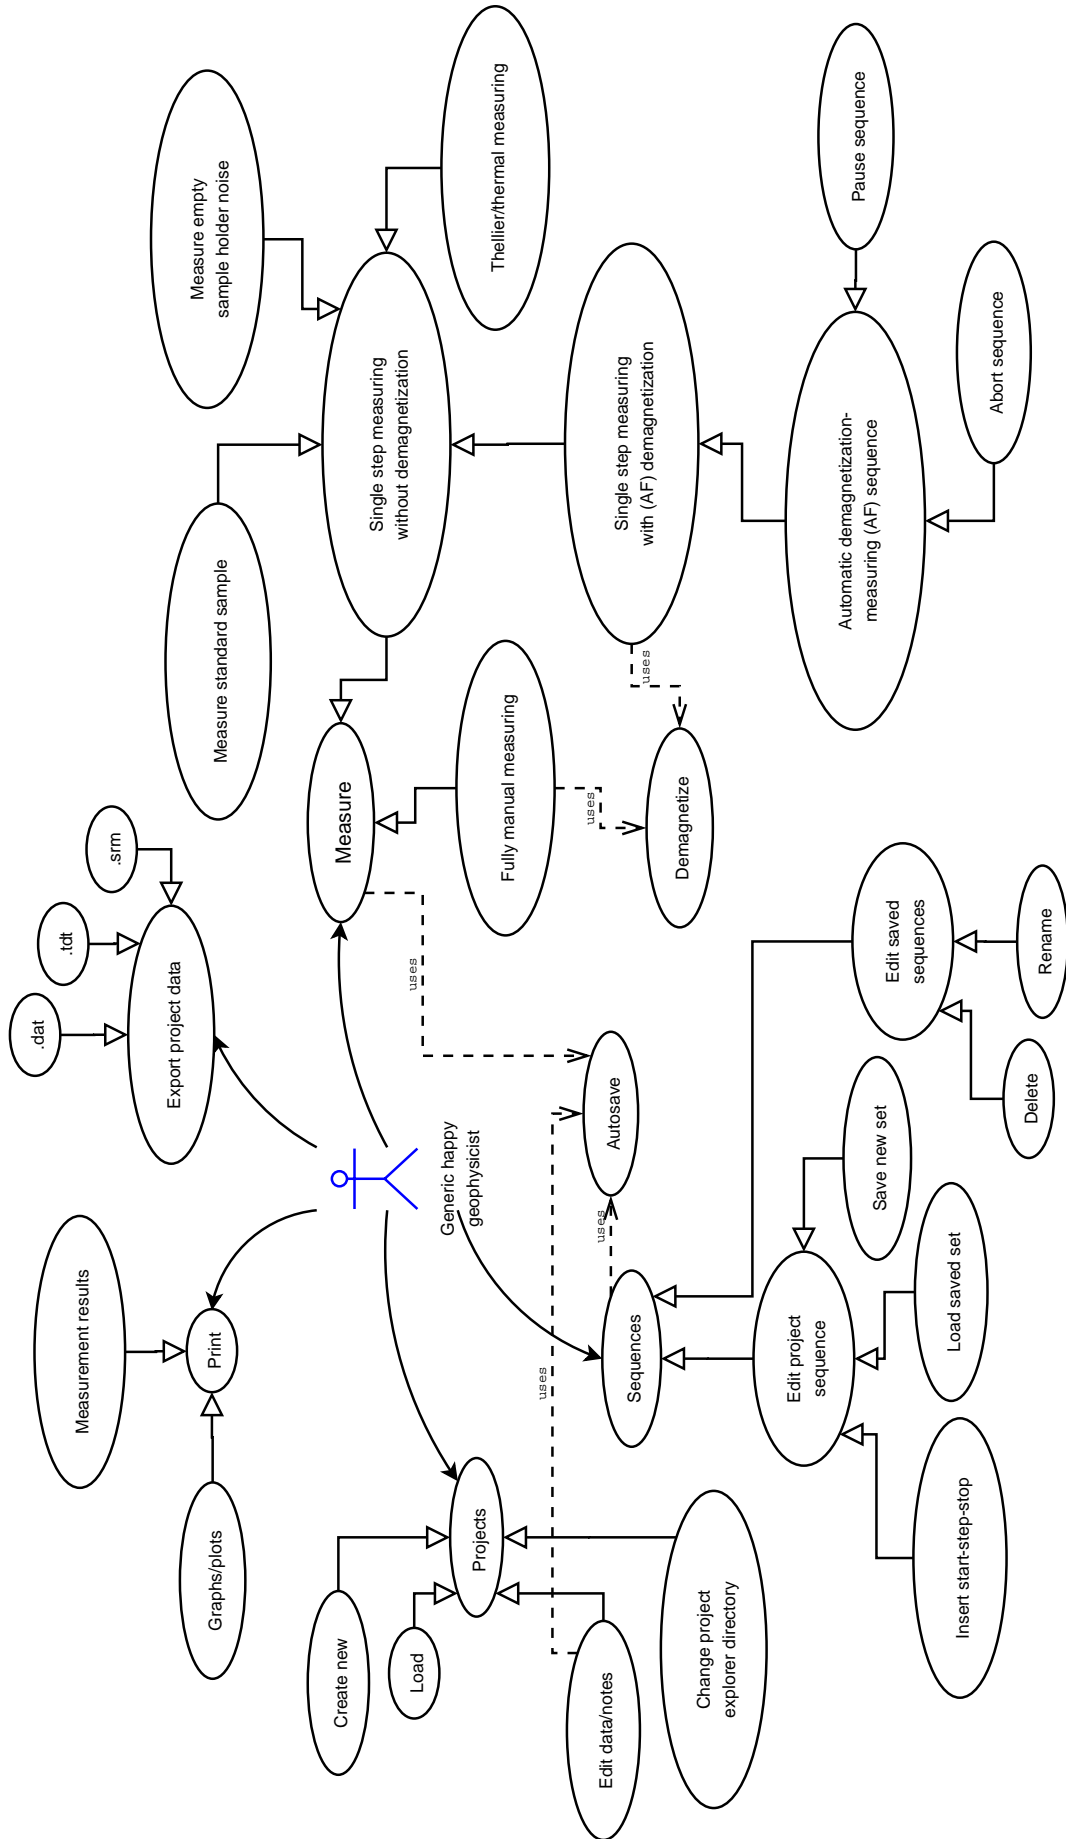 .dat
.tdt
.srm
Export project data
Measurement results
Print
Graphs/plots
Measure empty
sample holder noise
Measure standard sample
Thellier/thermal measuring
Single step measuring
without demagnetization
Measure
Fully manual measuring
uses
Demagnetize
Single step measuring
with (AF) demagnetization
uses
Automatic demagnetization-
measuring (AF) sequence
Pause sequence
Abort sequence
Generic happy
geophysicist
uses
Autosave
uses
uses
Create new
Load
Projects
Edit data/notes
Change project
explorer directory
Sequences
Edit project
sequence
Save new set
Load saved set
Insert start-step-stop
Edit saved
sequences
Rename
Delete